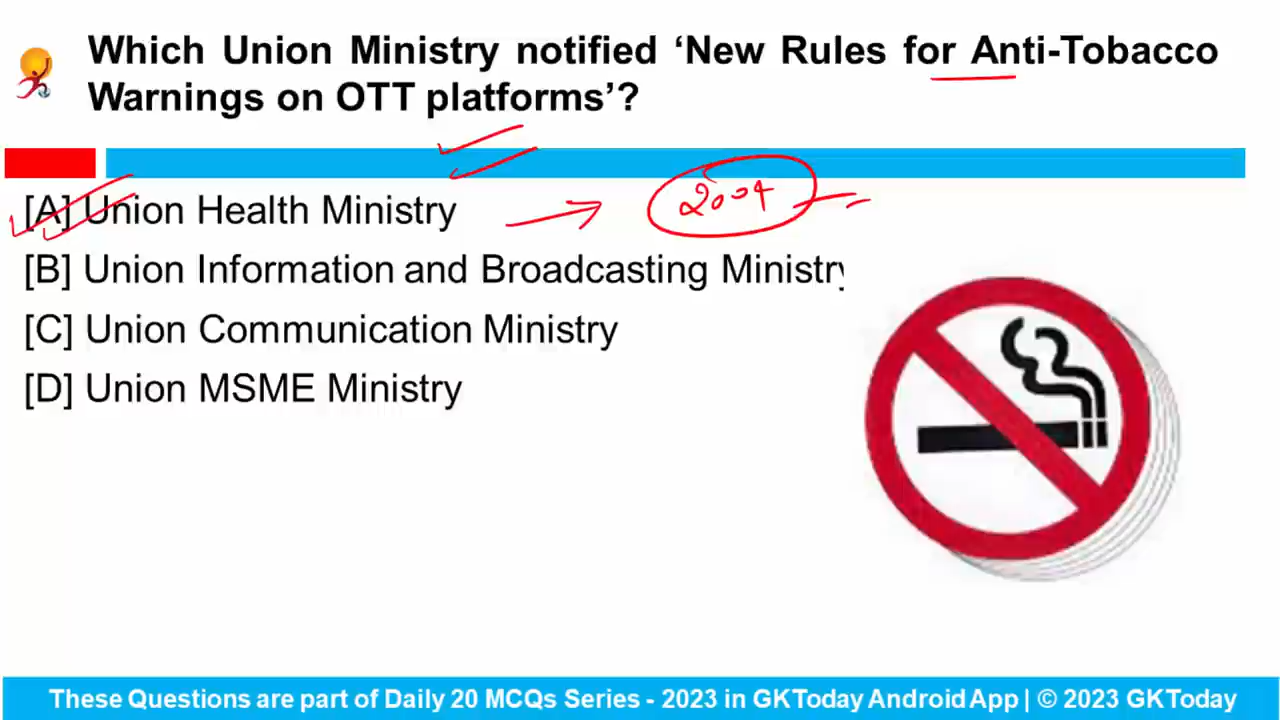 Which Union Ministry notified ‘New Rules for Anti-Tobacco
Warnings on OTT platforms’?
[A] Union Health Ministry
2004
[B] Union Information and Broadcasting Ministry
[C] Union Communication Ministry
[D] Union MSME Ministry
These Questions are part of Daily 20 MCQs Series - 2023 in GKToday Android App | © 2023 GKToday